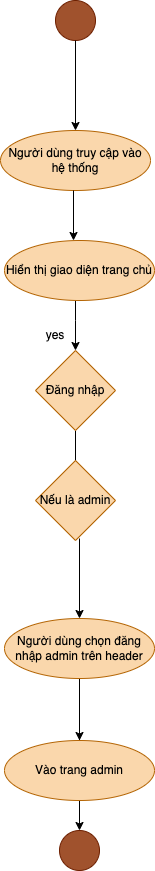 Người dùng truy cập vào
hệ thống
Hiển thị giao diện trang chủ
yes
Đăng nhập
Nếu là admin
Người dùng chọn đăng
nhập admin trên header
Vào trang admin